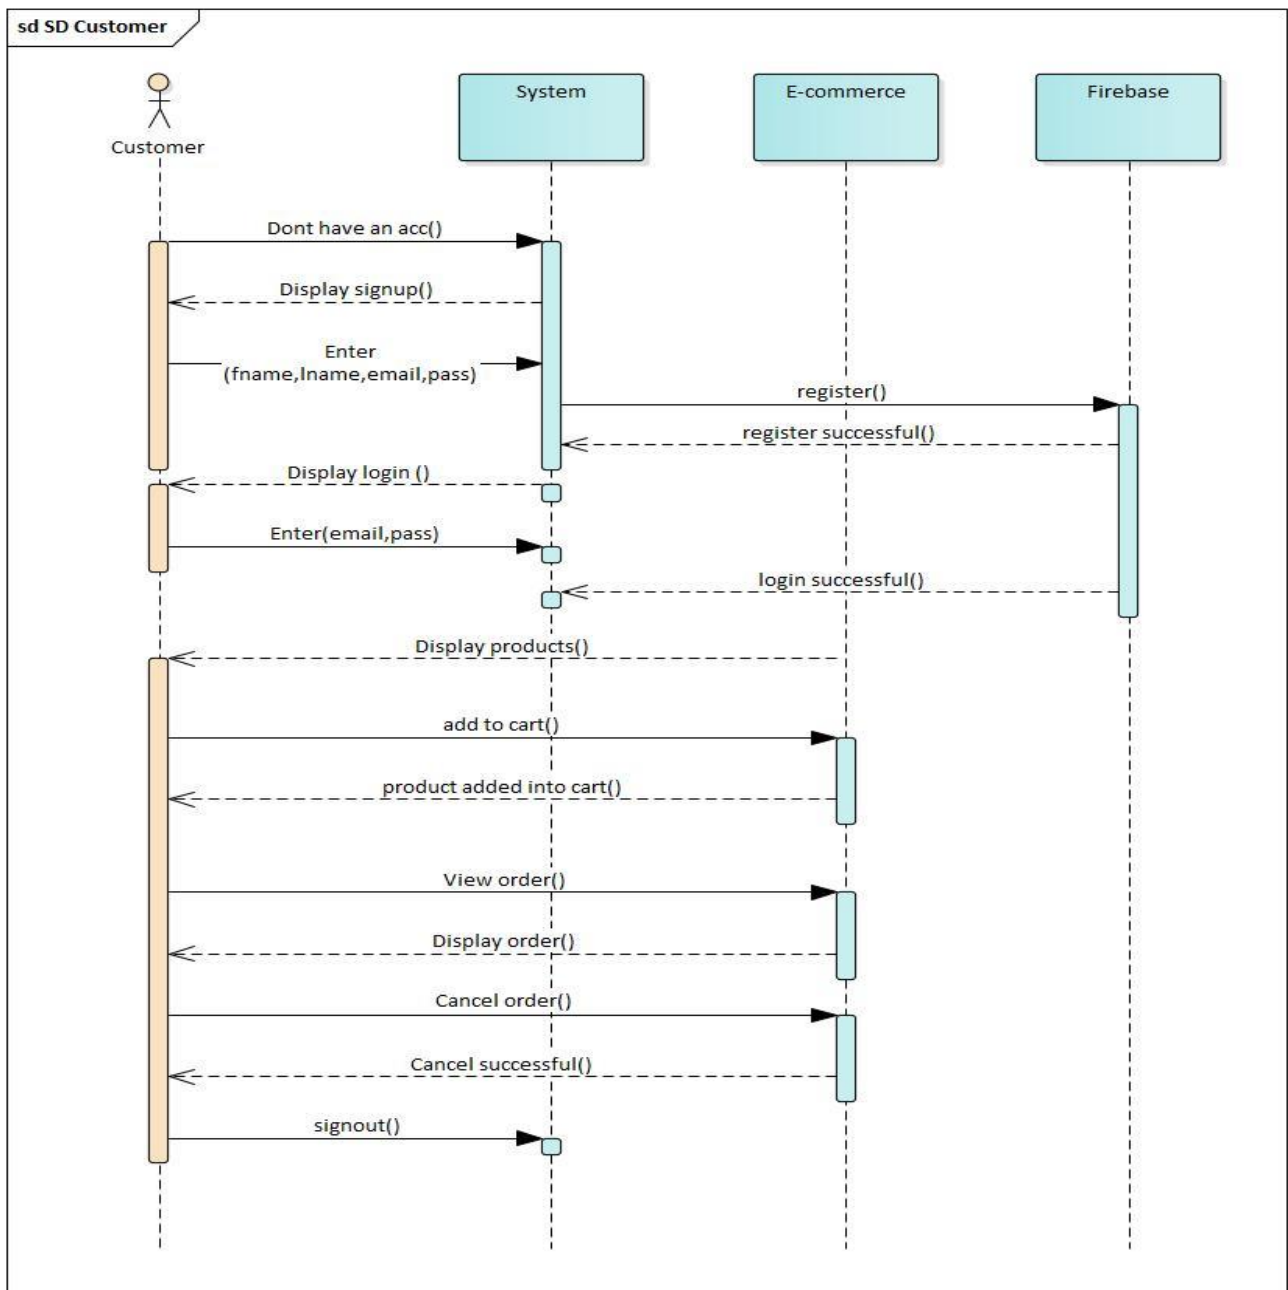 sd SD Customer
System
E-commerce
Firebase
Customer
Dont have an acc()
Display signup()
Enter
(fname,lname,email,pass)
register()
register successful()
Display login ()
Enter(email,pass)
login successful()
Display products()
add to cart()
product added into cart()
View order()
Display order()
Cancel order()
Cancel successful()
signout()